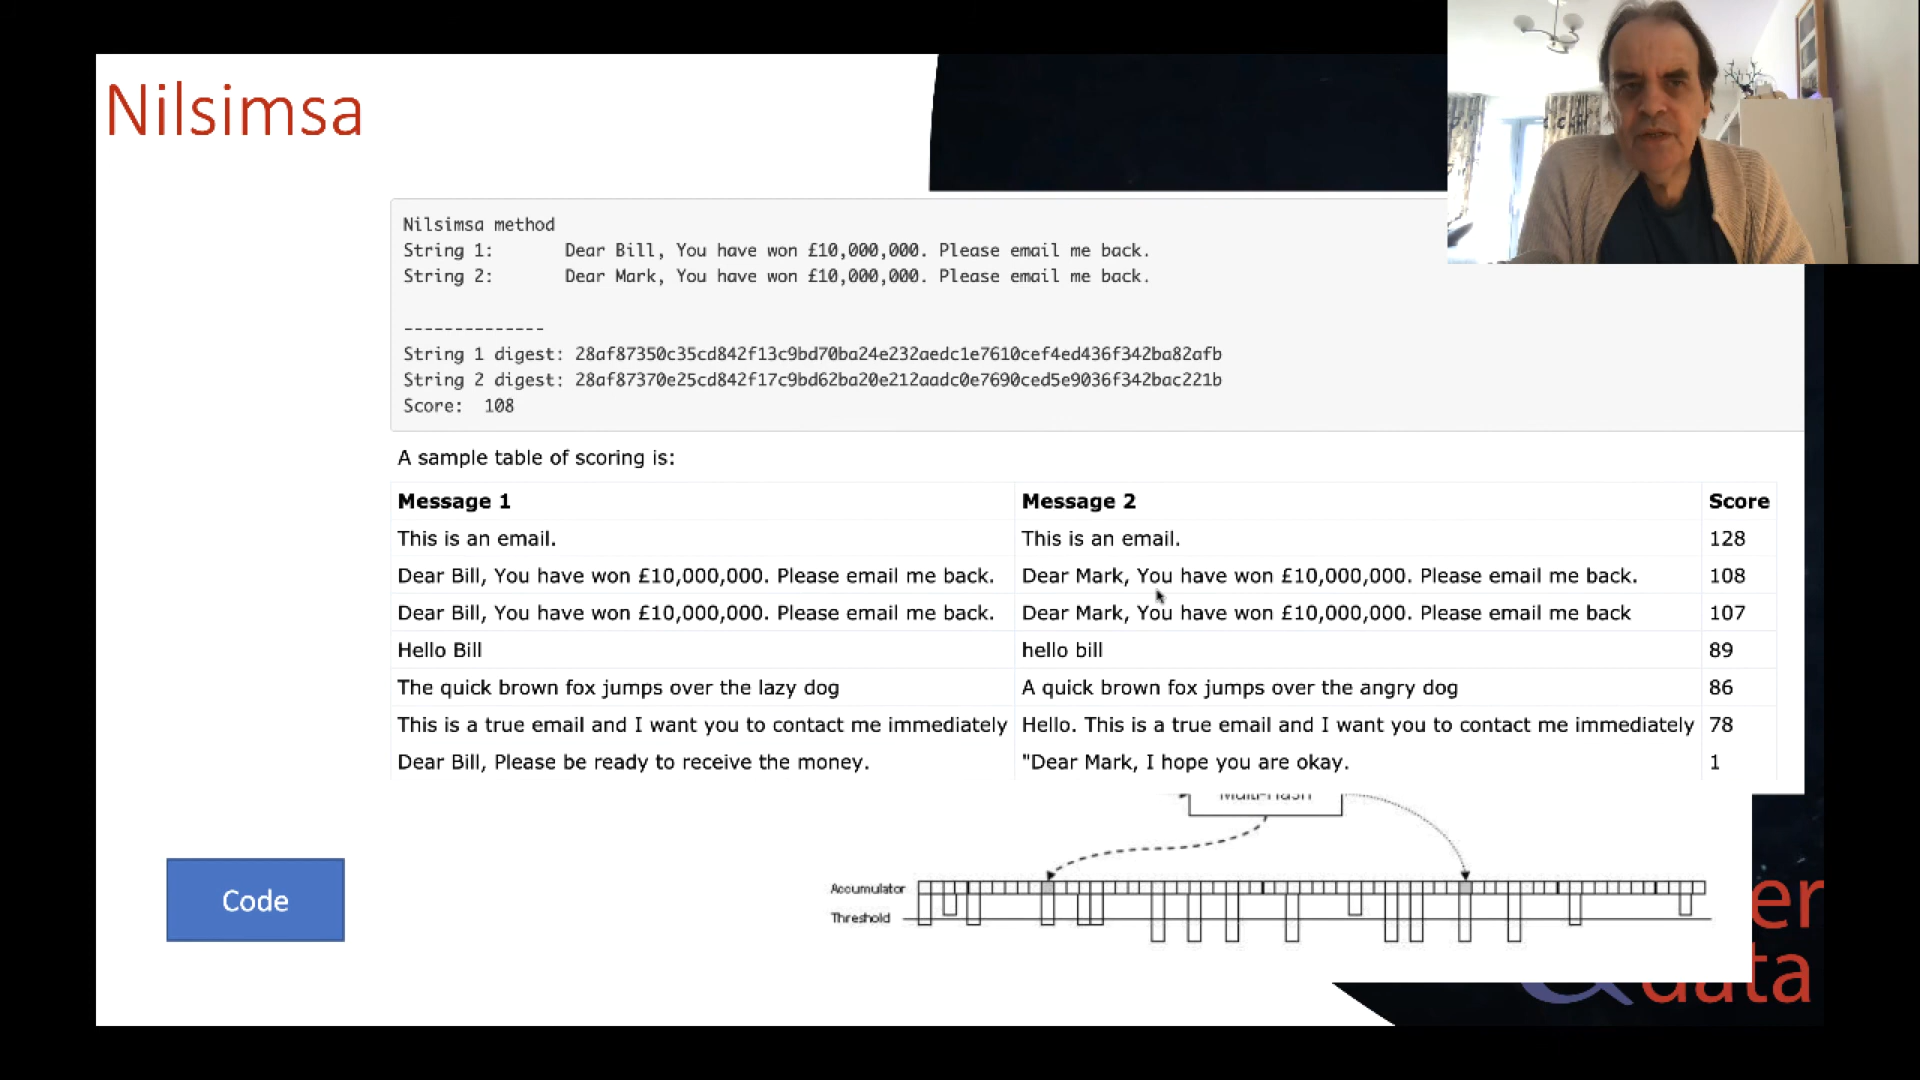 Nilsimsa
Nilsimsa method
String 1: Dear Bill, You have won £10,000,000. Please email me back.
String 2: Dear Mark, You have won £10,000,000. Please email me back.
--------------
String 1 digest: 28af87350c35cd842f13c9bd70ba24e232aedc1e7610cef4ed436f342ba82afb
String 2 digest: 28af87370e25cd842f17c9bd62ba20e212aadc0e7690ced5e9036f342bac221b
Score: 108
A sample table of scoring is:
Message 1 Message 2 Score
This is an email. This is an email. 128
Dear Bill, You have won £10,000,000. Please email me back. Dear Mark, You have won £10,000,000. Please email me back. 108
Dear Bill, You have won £10,000,000. Please email me back. Dear Mark, You have won £10,000,000. Please email me back 107
Hello Bill hello bill 89
The quick brown fox jumps over the lazy dog A quick brown fox jumps over the angry dog 86
This is a true email and I want you to contact me immediately Hello. This is a true email and I want you to contact me immediately 78
Dear Bill, Please be ready to receive the money. "Dear Mark, I hope you are okay. 1
Accumulator
Threshold
Code
er
data